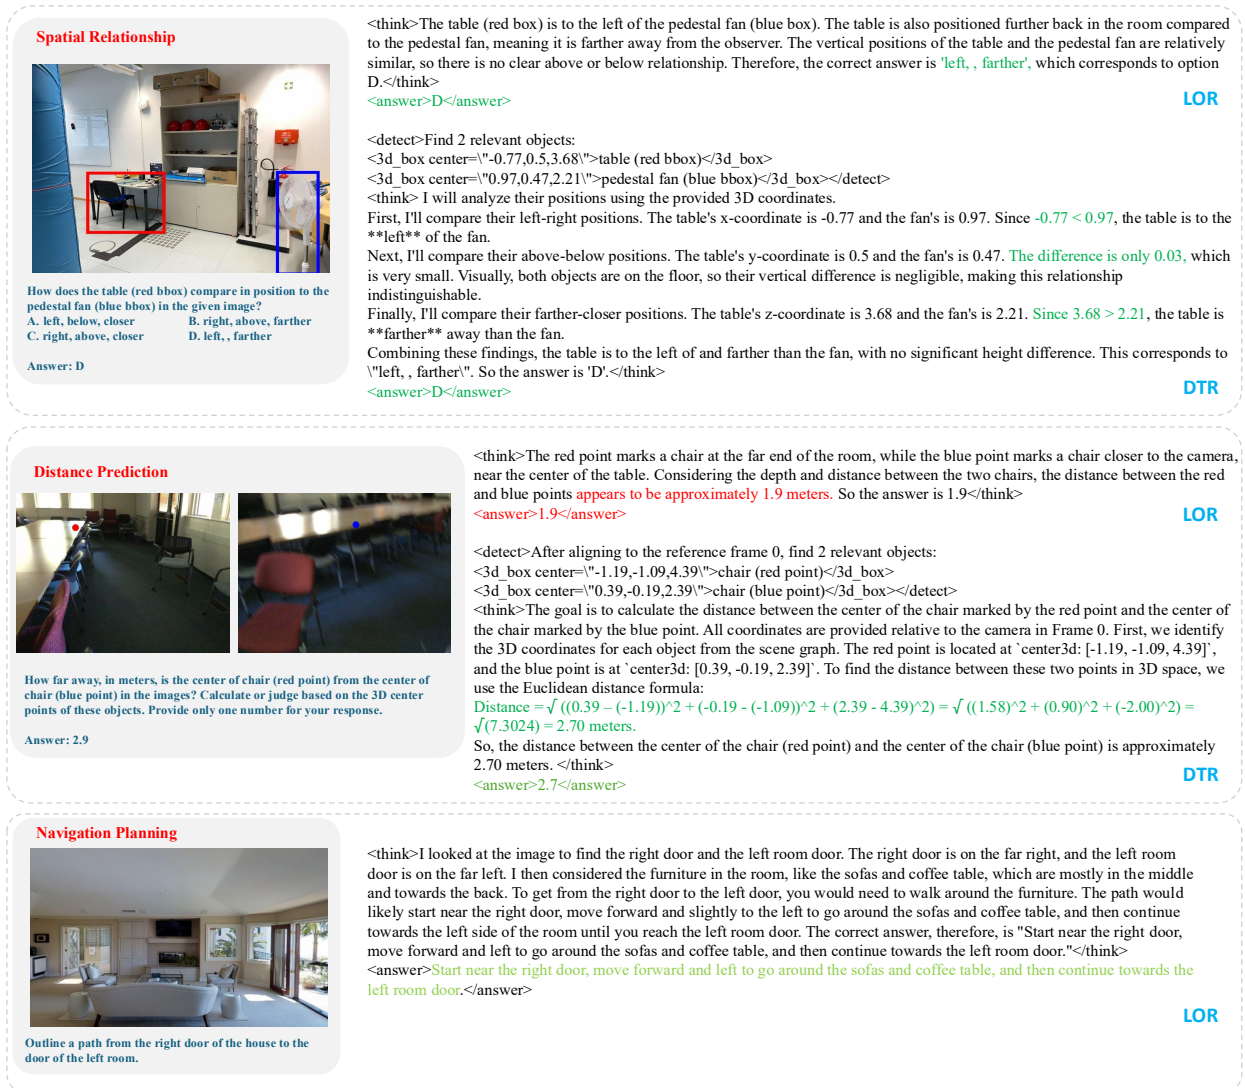 Spatial Relationship
How does the table (red bbox) compare in position to the
pedestal fan (blue bbox) in the given image?
A. left, below, closer B. right, above, farther
C. right, above, closer D. left, , farther
Answer: D
<think>The table (red box) is to the left of the pedestal fan (blue box). The table is also positioned further back in the room compared
to the pedestal fan, meaning it is farther away from the observer. The vertical positions of the table and the pedestal fan are relatively
similar, so there is no clear above or below relationship. Therefore, the correct answer is 'left, , farther', which corresponds to option
D.</think>
<answer>D</answer>
LOR
<detect>Find 2 relevant objects:
<3d_box center=\"-0.77,0.5,3.68\">table (red bbox)</3d_box>
<3d_box center=\"0.97,0.47,2.21\">pedestal fan (blue bbox)</3d_box></detect>
<think> I will analyze their positions using the provided 3D coordinates.
First, I'll compare their left-right positions. The table's x-coordinate is -0.77 and the fan's is 0.97. Since -0.77 < 0.97, the table is to the
**left** of the fan.
Next, I'll compare their above-below positions. The table's y-coordinate is 0.5 and the fan's is 0.47. The difference is only 0.03, which
is very small. Visually, both objects are on the floor, so their vertical difference is negligible, making this relationship
indistinguishable.
Finally, I'll compare their farther-closer positions. The table's z-coordinate is 3.68 and the fan's is 2.21. Since 3.68 > 2.21, the table is
**farther** away than the fan.
Combining these findings, the table is to the left of and farther than the fan, with no significant height difference. This corresponds to
\"left, , farther\". So the answer is 'D'.</think>
<answer>D</answer>
DTR
Distance Prediction
How far away, in meters, is the center of chair (red point) from the center of
chair (blue point) in the images? Calculate or judge based on the 3D center
points of these objects. Provide only one number for your response.
Answer: 2.9
<think>The red point marks a chair at the far end of the room, while the blue point marks a chair closer to the camera,
near the center of the table. Considering the depth and distance between the two chairs, the distance between the red
and blue points appears to be approximately 1.9 meters. So the answer is 1.9</think>
<answer>1.9</answer>
LOR
<detect>After aligning to the reference frame 0, find 2 relevant objects:
<3d_box center=\"-1.19,-1.09,4.39\">chair (red point)</3d_box>
<3d_box center=\"0.39,-0.19,2.39\">chair (blue point)</3d_box></detect>
<think>The goal is to calculate the distance between the center of the chair marked by the red point and the center of
the chair marked by the blue point. All coordinates are provided relative to the camera in Frame 0. First, we identify
the 3D coordinates for each object from the scene graph. The red point is located at `center3d: [-1.19, -1.09, 4.39]`,
and the blue point is at `center3d: [0.39, -0.19, 2.39]`. To find the distance between these two points in 3D space, we
use the Euclidean distance formula:
Distance = √ ((0.39 – (-1.19))^2 + (-0.19 - (-1.09))^2 + (2.39 - 4.39)^2) = √ ((1.58)^2 + (0.90)^2 + (-2.00)^2) =
√(7.3024) = 2.70 meters.
So, the distance between the center of the chair (red point) and the center of the chair (blue point) is approximately
2.70 meters. </think>
<answer>2.7</answer>
DTR
Navigation Planning
Outline a path from the right door of the house to the
door of the left room.
<think>I looked at the image to find the right door and the left room door. The right door is on the far right, and the left room
door is on the far left. I then considered the furniture in the room, like the sofas and coffee table, which are mostly in the middle
and towards the back. To get from the right door to the left door, you would need to walk around the furniture. The path would
likely start near the right door, move forward and slightly to the left to go around the sofas and coffee table, and then continue
towards the left side of the room until you reach the left room door. The correct answer, therefore, is "Start near the right door,
move forward and left to go around the sofas and coffee table, and then continue towards the left room door."</think>
<answer>Start near the right door, move forward and left to go around the sofas and coffee table, and then continue towards the
left room door.</answer>
LOR